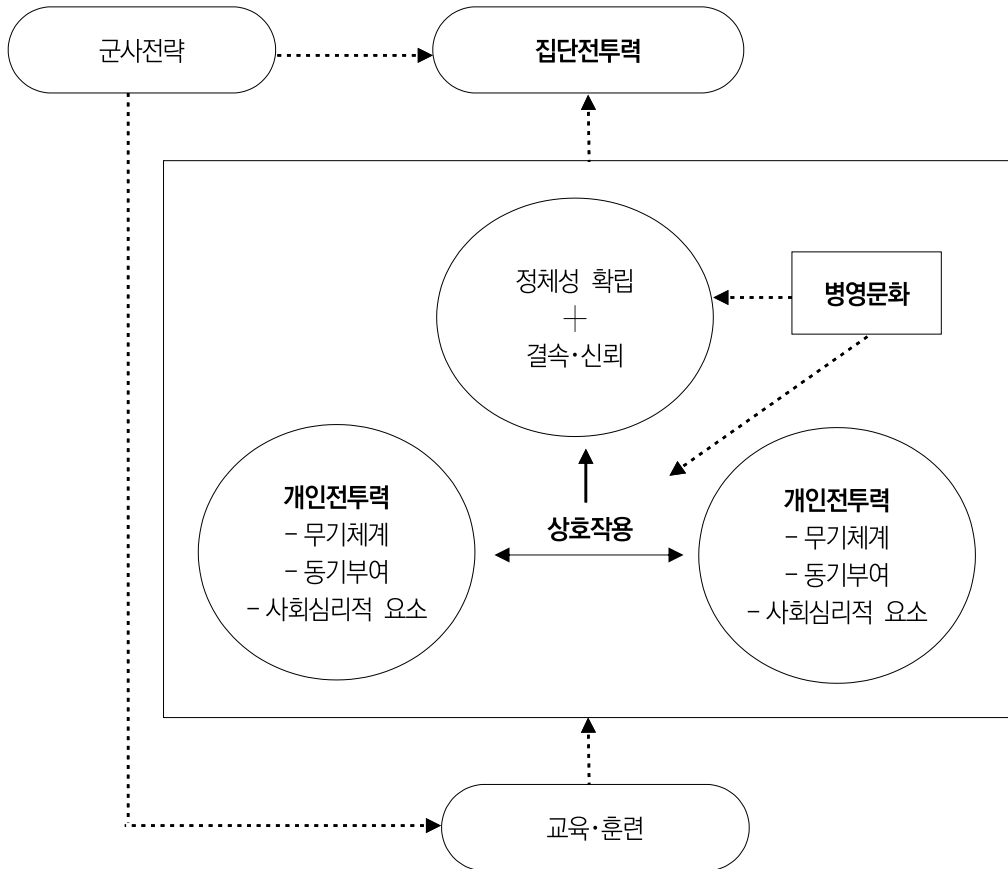 군사전략
집단전투력
정체성 확립
+
결속·신뢰
병영문화
개인전투력
- 무기체계
- 동기부여
- 사회심리적 요소
상호작용
개인전투력
- 무기체계
- 동기부여
- 사회심리적 요소
교육·훈련